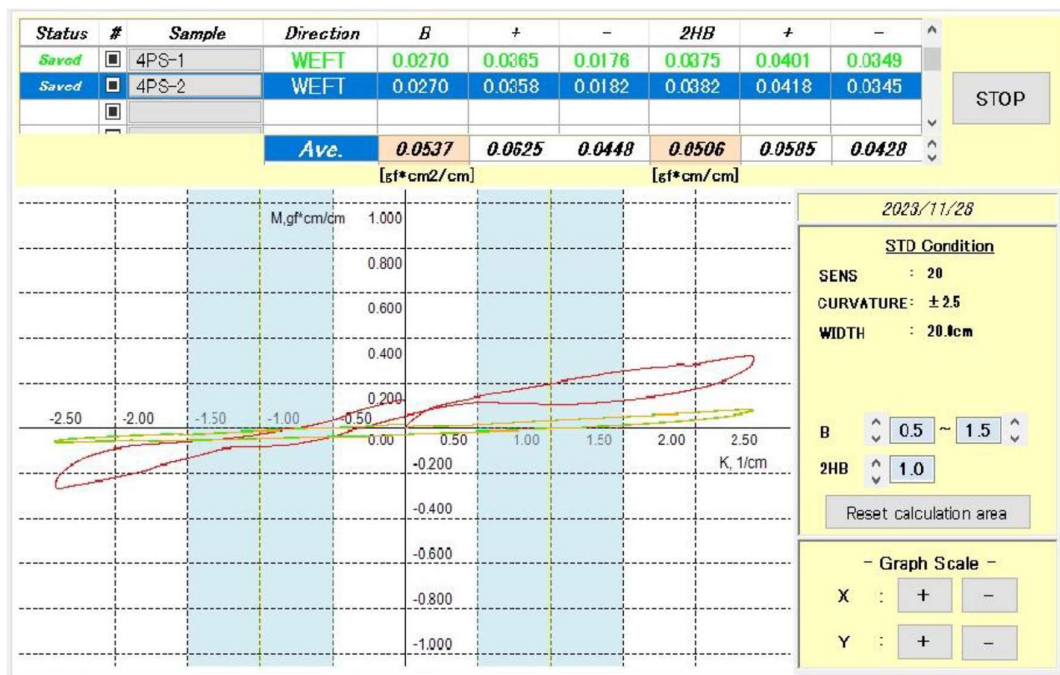 Status # Sample Direction B + - 2HB + -
Saved 4PS-1 WEFT 0.0270 0.0365 0.0176 0.0375 0.0401 0.0349
Saved 4PS-2 WEFT 0.0270 0.0358 0.0182 0.0382 0.0418 0.0345
STOP
Ave. 0.0537 0.0625 0.0448 0.0506 0.0585 0.0428
[gf*cm2/cm] [gf*cm/cm]
M,gf*cm/cm 1.000
0.800
0.600
0.400
0.200
-2.50 -2.00 -1.50 -1.00 -0.50
0.00 0.50 1.00 1.50 2.00 2.50
-0.200 K, 1/cm
-0.400
-0.600
-0.800
-1.000
2023/11/28
STD Condition
SENS : 20
CURVATURE: ±2.5
WIDTH : 20.0cm
B 0.5 ~ 1.5
2HB 1.0
Reset calculation area
- Graph Scale -
X : + -
Y : + -